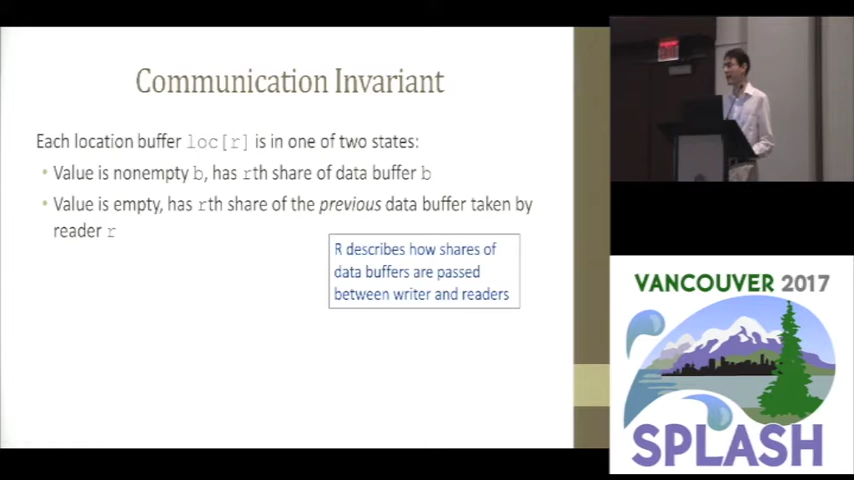 Communication Invariant
Each location buffer loc[r] is in one of two states:
• Value is nonempty b, has rth share of data buffer b
• Value is empty, has rth share of the previous data buffer taken by
reader r
R describes how shares of
data buffers are passed
between writer and readers
VANCOUVER 2017
SPLASH